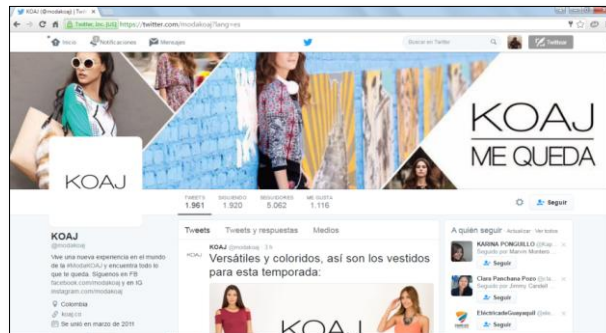 KOAJ (@modakoaj) | Twitt
Twitter, Inc. [US] https://twitter.com/modakoaj?lang=es
Inicio
Notificaciones
Mensajes
Buscar en Twitter
Twittear
KOAJ
ME QUEDA
KOAJ
TWEETS
1.961
SIGUIENDO
1.920
SEGUIDORES
5.062
ME GUSTA
1.116
Seguir
KOAJ
@modakoaj
Vive una nueva experiencia en el mundo
de la #ModaKOAJ y encuentra todo lo
que te queda. Síguenos en FB
facebook.com/modakoaj y en IG
instagram.com/modakoaj
Colombia
koaj.co
Se unió en marzo de 2011
Tweets
Tweets y respuestas
Medios
KOAJ
KOAJ @modakoaj · 3 h
Versátiles y coloridos, así son los vestidos
para esta temporada:
KOAJ
A quién seguir
Actualizar
Ver todos
KARINA PONGUILLO
Seguido por Marvin Montero
Seguir
Clara Panchana Pozo
Seguido por Jimmy
Seguir
EléctricadeGuayaquil
Seguir